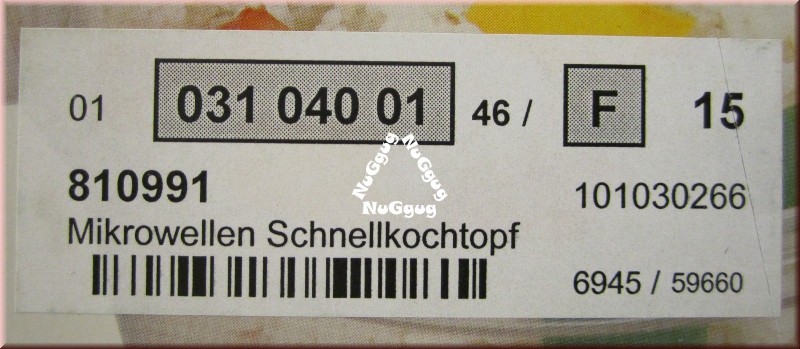 01 031 040 01 46 / F 15
810991 101030266
Mikrowellen Schnellkochtopf
6945 / 59660
NuGgug NuGgug
NuGgug